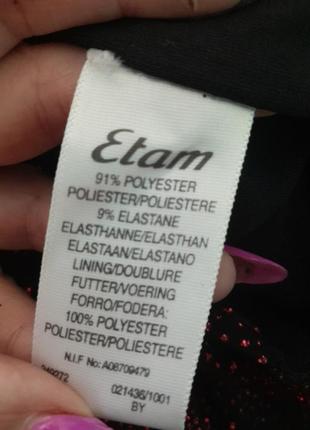 Etam
91% POLYESTER
POLIESTER/POLIESTERE
9% ELASTANE
ELASTHANNE/ELASTHAN
ELASTAAN/ELASTANO
LINING/DOUBLURE
FUTTER/VOERING
FORRO/FODERA:
100% POLYESTER
POLIESTER/POLIESTERE
N.I.F No: A08709479
021436/1001
BY